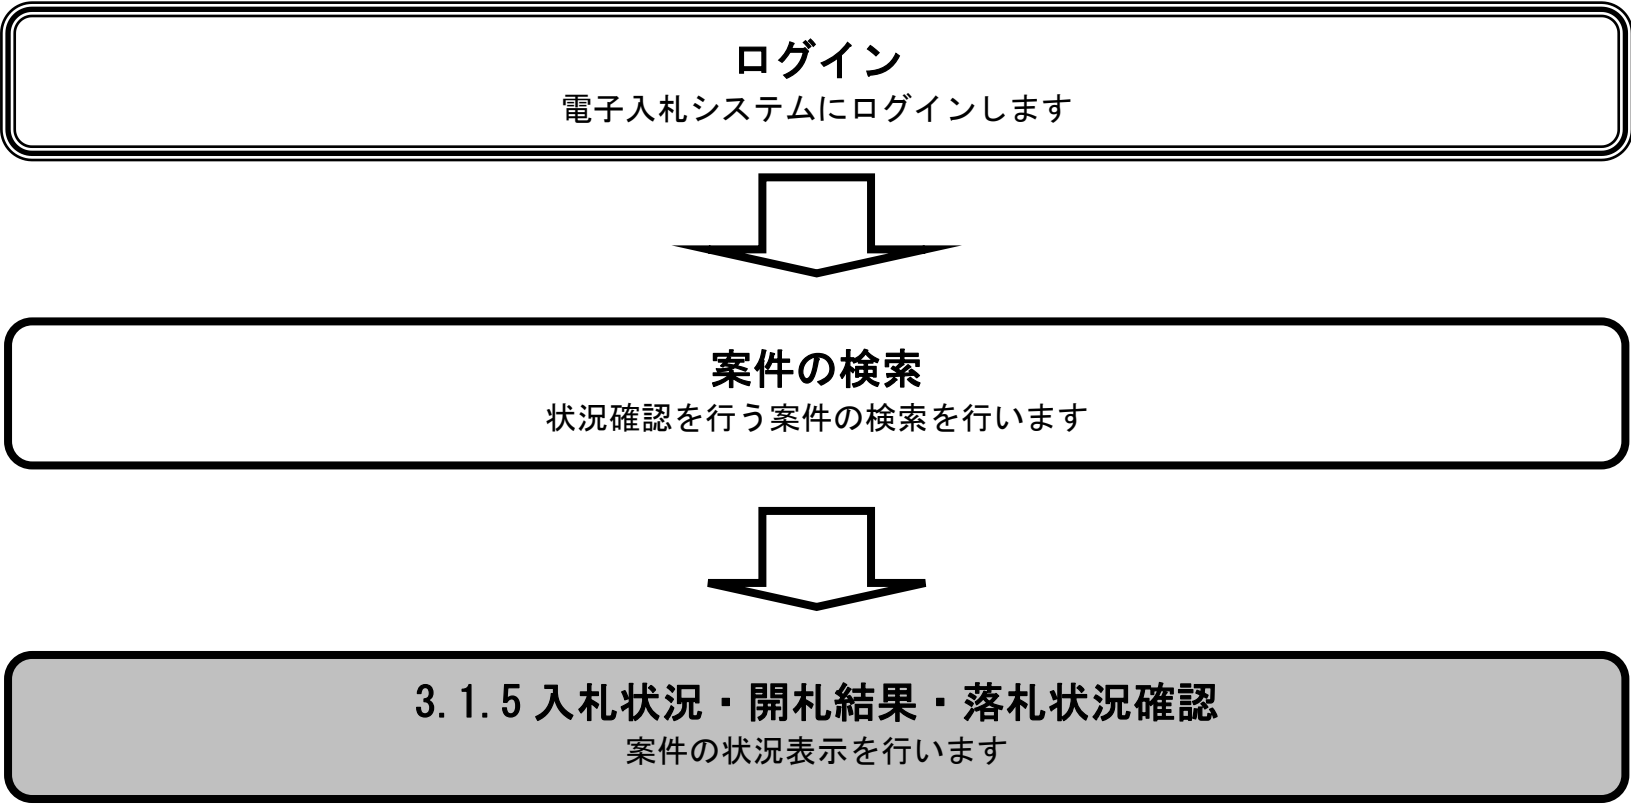 ログイン
電子入札システムにログインします
案件の検索
状況確認を行う案件の検索を行います
3.1.5 入札状況・開札結果・落札状況確認
案件の状況表示を行います